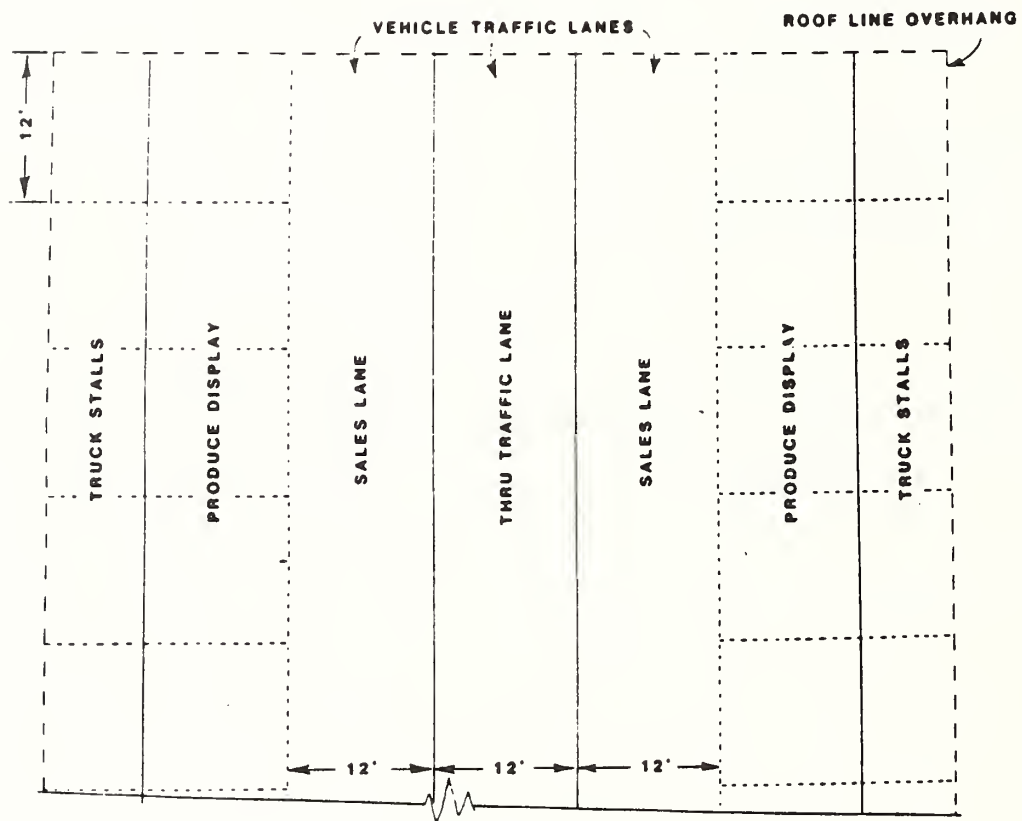 VEHICLE TRAFFIC LANES
ROOF LINE OVERHANG
12'
TRUCK STALLS
PRODUCE DISPLAY
SALES LANE
THRU TRAFFIC LANE
SALES LANE
PRODUCE DISPLAY
TRUCK STALLS
12'
12'
12'